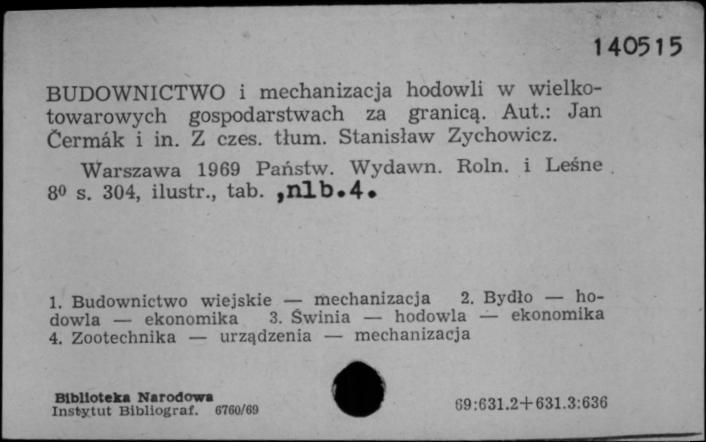 140515
BUDOWNICTWO i mechanizacja hodowli w wielko-
towarowych gospodarstwach za granicą. Aut.: Jan
Čermák i in. Z czes. tłum. Stanisław Zychowicz.
Warszawa 1969 Państw. Wydawn. Roln. i Leśne
8⁰ s. 304, ilustr., tab. ,nlb.4.
1. Budownictwo wiejskie — mechanizacja 2. Bydło — ho-
dowla — ekonomika 3. Świnia — hodowla — ekonomika
4. Zootechnika — urządzenia — mechanizacja
Biblioteka Narodowa
Instytut Bibliograf. 6760/69
69:631.2+631.3:636